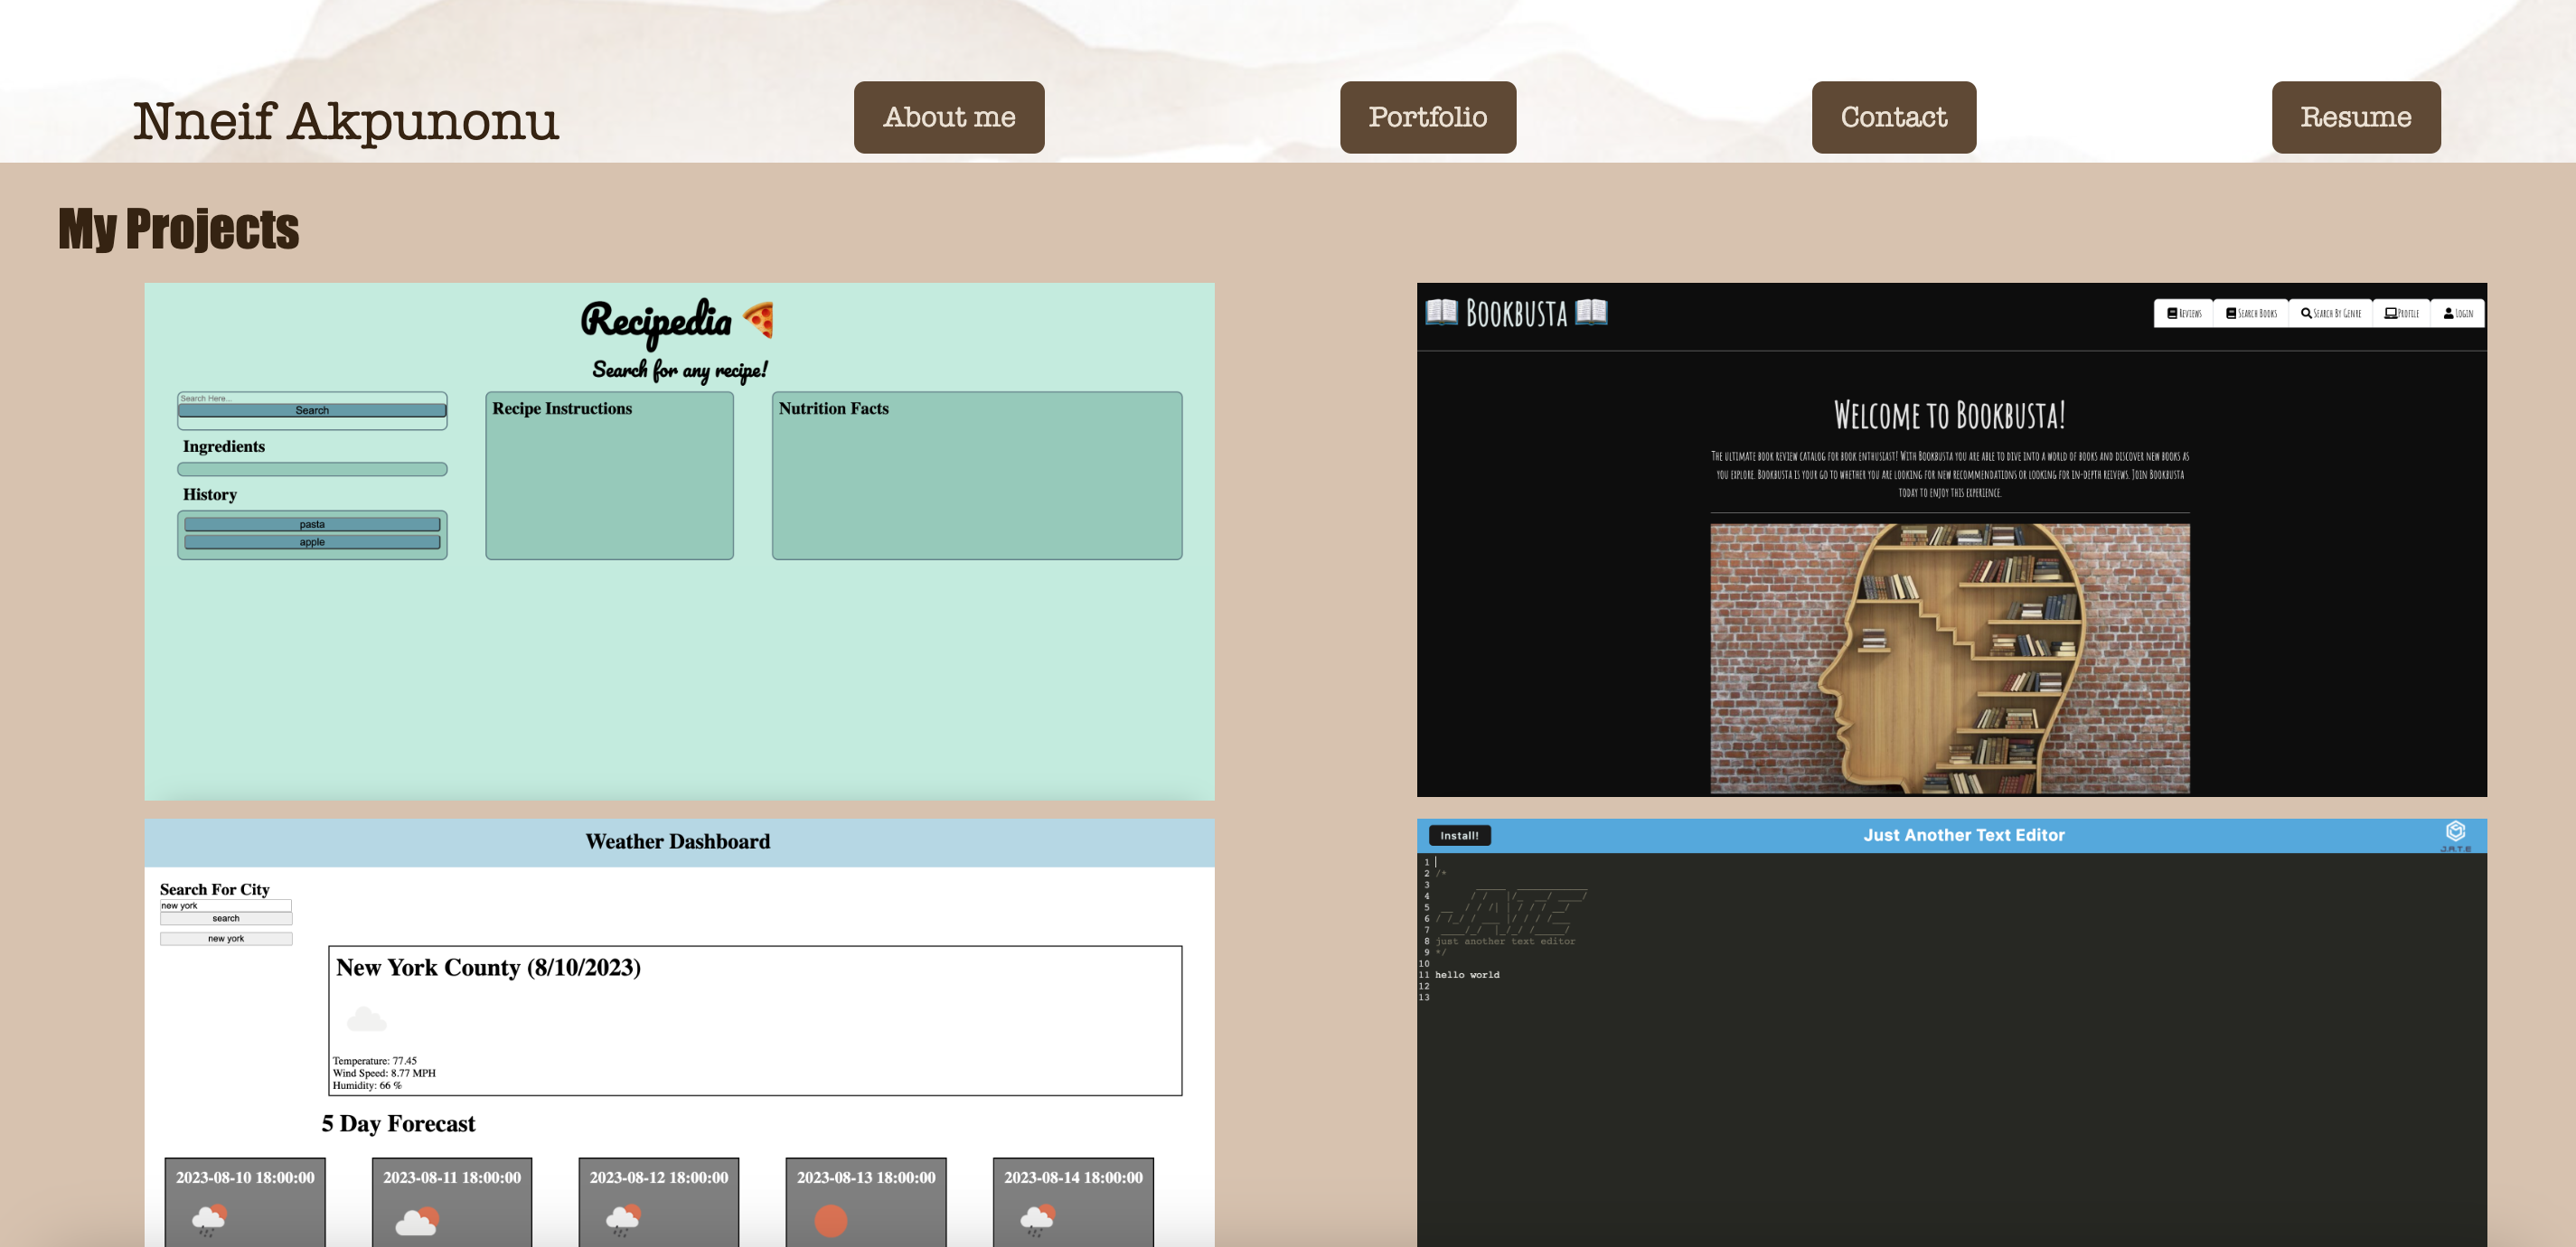 Nneif Akpunonu
About me
Portfolio
Contact
Resume
My Projects
Recipedia
Search for any recipe!
Search Here...
Search
Ingredients
History
pasta
apple
Recipe Instructions
Nutrition Facts
Bookbusta
Reviews
Search Books
Search By Genre
Profile
Login
Welcome to Bookbusta!
The ultimate book review catalog for book enthusiast! With Bookbusta you are able to dive into a world of books and discover new books as
you explore. Bookbusta is your go to whether you are looking for new recommendations or looking for in-depth reivews. Join Bookbusta
today to enjoy this experience.
Weather Dashboard
Search For City
new york
search
new york
New York County (8/10/2023)
Temperature: 77.45
Wind Speed: 8.77 MPH
Humidity: 66 %
5 Day Forecast
2023-08-10 18:00:00
2023-08-11 18:00:00
2023-08-12 18:00:00
2023-08-13 18:00:00
2023-08-14 18:00:00
Install!
Just Another Text Editor
J.A.T.E
1
2 /*
3
4
5
6
7
8 just another text editor
9 */
10
11 hello world
12
13